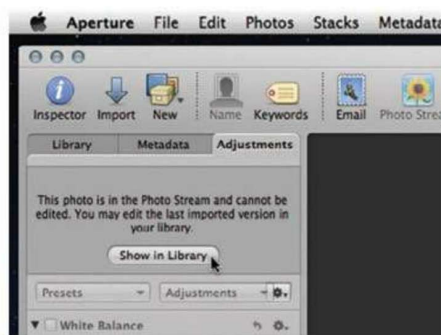 Aperture File Edit Photos Stacks Metadata
Inspector Import New Name Keywords Email Photo Strea
Library Metadata Adjustments
This photo is in the Photo Stream and cannot be
edited. You may edit the last imported version in
your library.
Show in Library
Presets Adjustments
White Balance